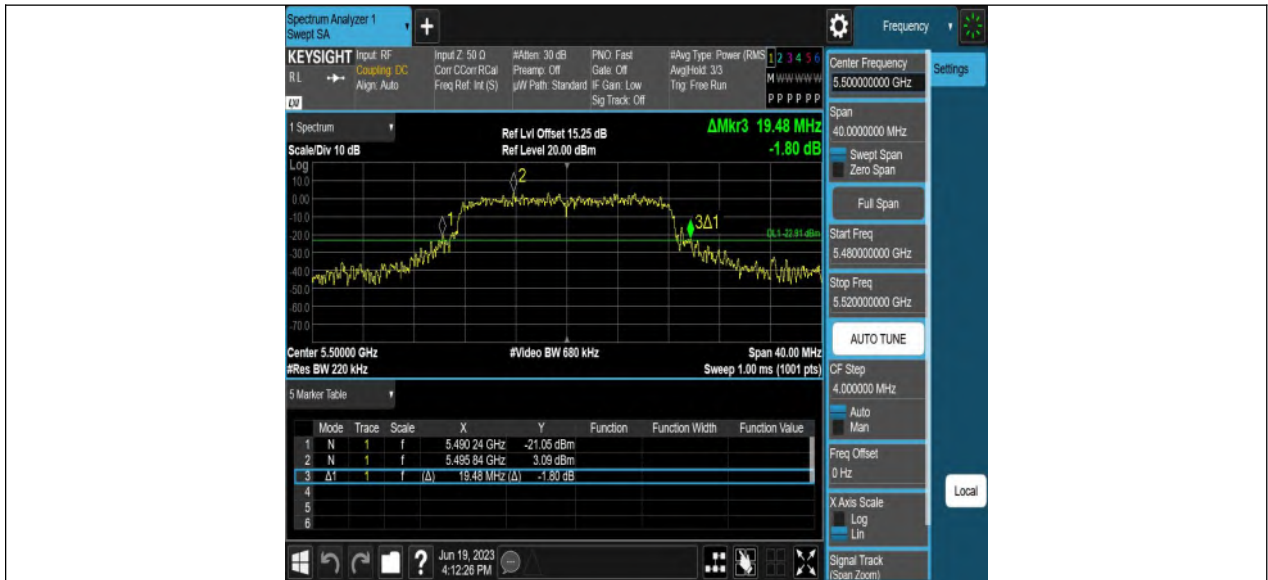 Spectrum Analyzer 1
Swept SA
+
Frequency
KEYSIGHT Input: RF Input Z: 50 Ω #Atten: 30 dB PNO: Fast #Avg Type: Power (RMS 1 2 3 4 5 6
RL Coupling: DC Corr CCorr RCal Preamp: Off Gate: Off Avg|Hold: 3/3 M W W W W W
Align: Auto Freq Ref: Int (S) µW Path: Standard IF Gain: Low Trig: Free Run
Sig Track: Off P P P P P P
LXI
1 Spectrum
Scale/Div 10 dB
Ref Lvl Offset 15.25 dB
Ref Level 20.00 dBm
ΔMkr3 19.48 MHz
-1.80 dB
Log
10.0
0.00
-10.0
-20.0
-30.0
-40.0
-50.0
-60.0
-70.0
1
2
3Δ1
DL1 -22.91 dBm
Center 5.50000 GHz #Video BW 680 kHz Span 40.00 MHz
#Res BW 220 kHz Sweep 1.00 ms (1001 pts)
5 Marker Table
Mode Trace Scale X Y Function Function Width Function Value
1 N 1 f 5.490 24 GHz -21.05 dBm
2 N 1 f 5.495 84 GHz 3.09 dBm
3 Δ1 1 f (Δ) 19.48 MHz (Δ) -1.80 dB
4
5
6
?
Jun 19, 2023
4:12:26 PM
Center Frequency
5.500000000 GHz
Settings
Span
40.0000000 MHz
Swept Span
Zero Span
Full Span
Start Freq
5.480000000 GHz
Stop Freq
5.520000000 GHz
AUTO TUNE
CF Step
4.000000 MHz
Auto
Man
Freq Offset
0 Hz
X Axis Scale
Log
Lin
Local
Signal Track
(Span Zoom)